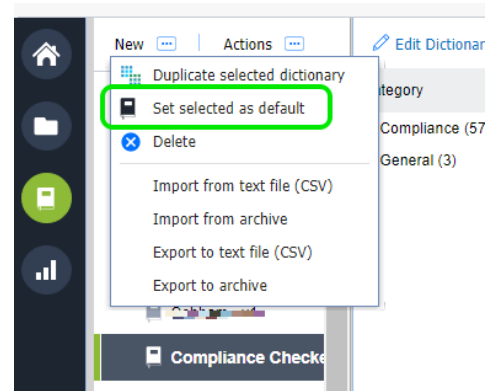 New Actions Edit Dictionar
Duplicate selected dictionary
Set selected as default
tegory
Delete
Compliance (57
General (3)
Import from text file (CSV)
Import from archive
Export to text file (CSV)
Export to archive
Compliance Checke